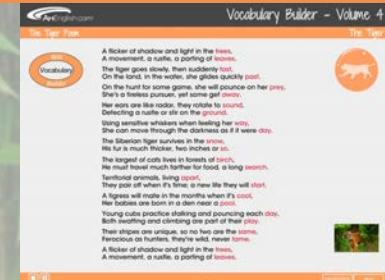 Vocabulary Builder - Volume 4
The Tiger Poem
The Tiger
Vocabulary
Builder
A flicker of shadow and light in the trees,
A movement, a rustle, a parting of leaves.
The tiger goes slowly, then suddenly fast,
On the land, in the water, she glides quickly past.
On the hunt for some game, she will pounce on her prey,
She's a tireless pursuer, yet some get away.
Her ears are like radar, they rotate to sound,
Detecting a rustle or stir on the ground.
Using sensitive whiskers when feeling her way,
She can move through the darkness as if it were day.
The Siberian tiger survives in the snow,
His fur is much thicker, two inches or so.
The largest of cats lives in forests of birch,
He must travel much farther for food, a long search.
Territorial animals, living apart,
They pair off when it's time; a new life they will start.
A tigress will mate in the months when it's cool,
Her babies are born in a den near a pool.
Young cubs practice stalking and pouncing each day,
Both swatting and climbing are part of their play.
Their stripes are unique, so no two are the same,
Ferocious as hunters, they're wild, never tame.
A flicker of shadow and light in the trees,
A movement, a rustle, a parting of leaves.